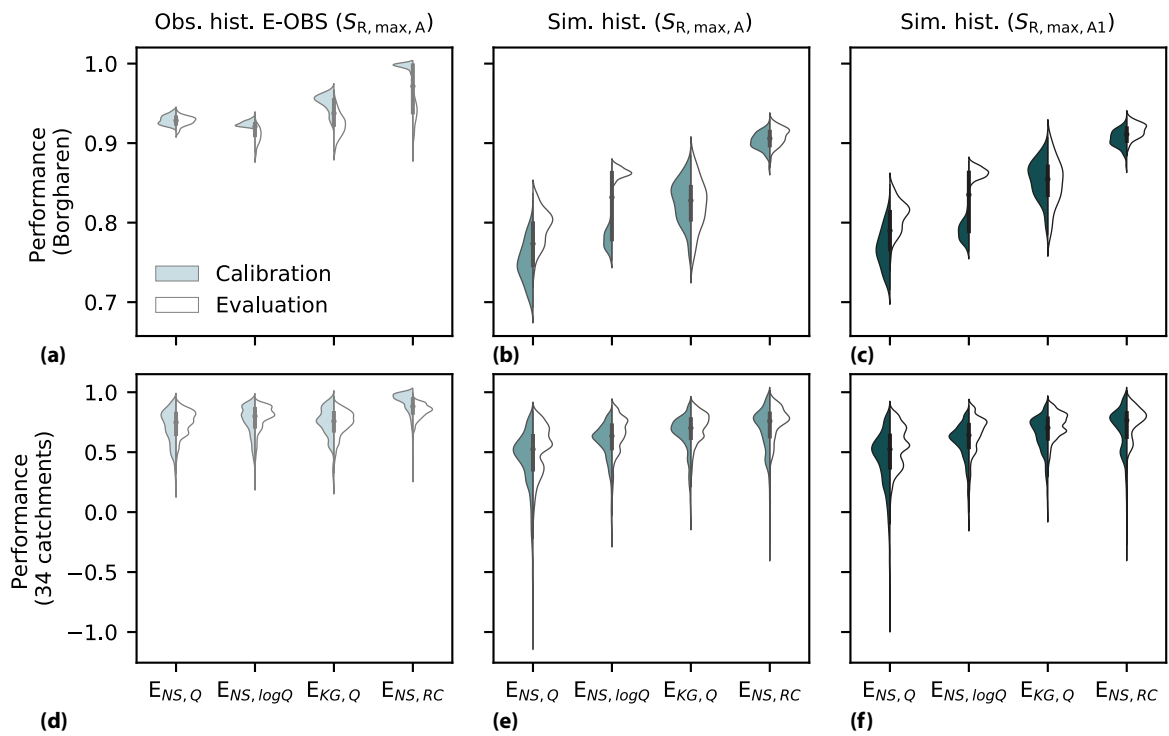 Obs. hist. E-OBS (S_R, max, A)
Sim. hist. (S_R, max, A)
Sim. hist. (S_R, max, A1)
Performance
(Borgharen)
1.0
0.9
0.8
0.7
Calibration
Evaluation
(a)
(b)
(c)
Performance
(34 catchments)
1.0
0.5
0.0
−0.5
−1.0
E_NS, Q
E_NS, logQ
E_KG, Q
E_NS, RC
E_NS, Q
E_NS, logQ
E_KG, Q
E_NS, RC
E_NS, Q
E_NS, logQ
E_KG, Q
E_NS, RC
(d)
(e)
(f)